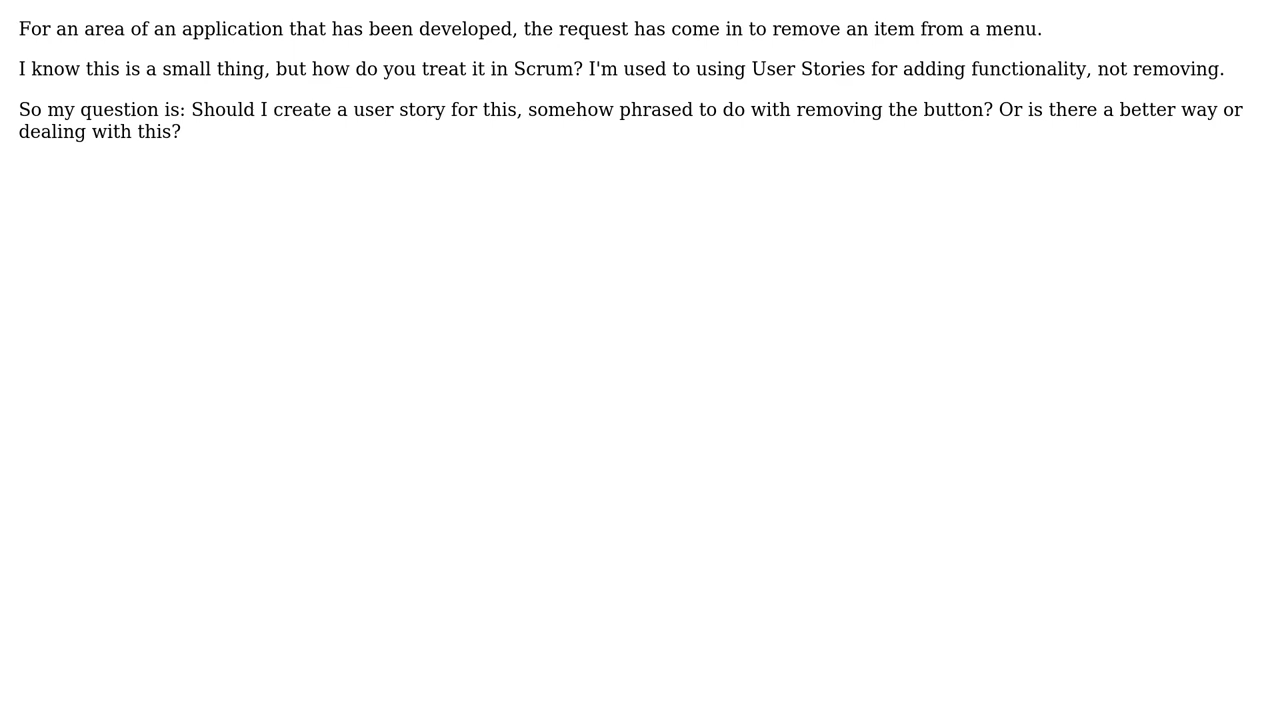 For an area of an application that has been developed, the request has come in to remove an item from a menu.
I know this is a small thing, but how do you treat it in Scrum? I'm used to using User Stories for adding functionality, not removing.
So my question is: Should I create a user story for this, somehow phrased to do with removing the button? Or is there a better way or
dealing with this?